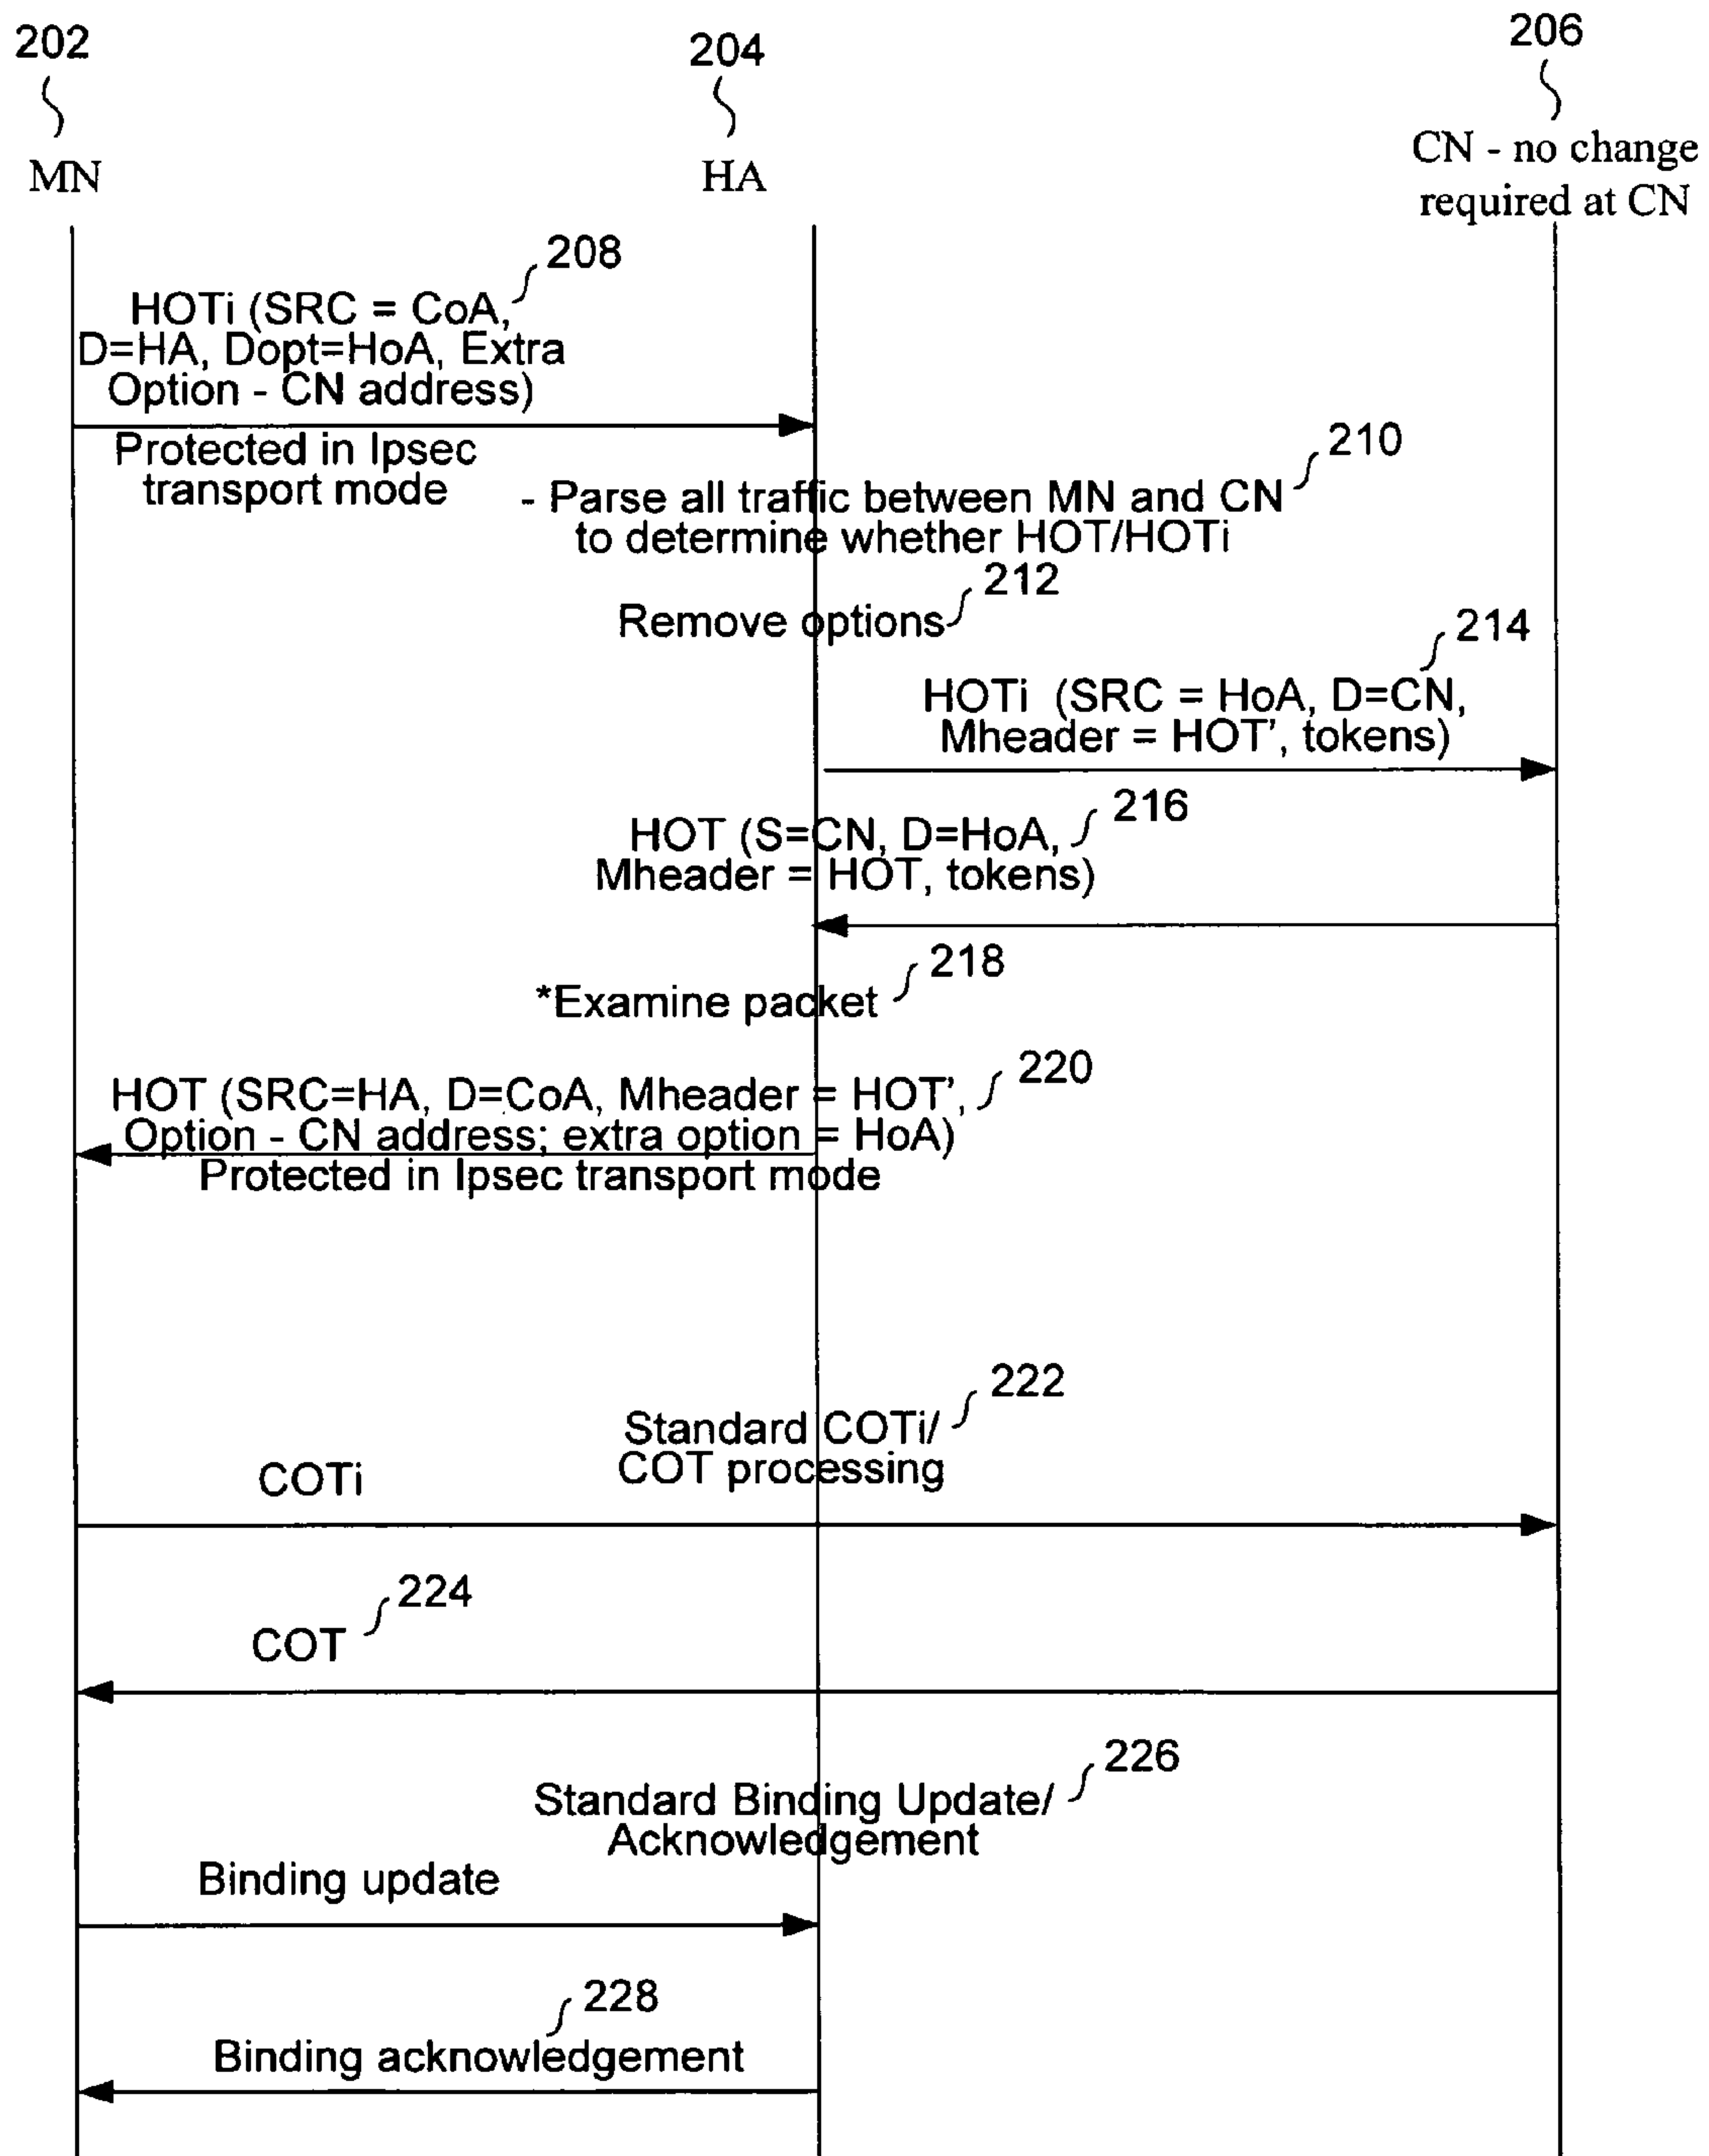 202
204
206
MN
HA
CN - no change
required at CN
208
HOTi (SRC = CoA,
D=HA, Dopt=HoA, Extra
Option - CN address)
Protected in Ipsec
transport mode
210
- Parse all traffic between MN and CN
to determine whether HOT/HOTi
212
Remove options
214
HOTi (SRC = HoA, D=CN,
Mheader = HOT', tokens)
216
HOT (S=CN, D=HoA,
Mheader = HOT, tokens)
218
*Examine packet
220
HOT (SRC=HA, D=CoA, Mheader = HOT',
Option - CN address; extra option = HoA)
Protected in Ipsec transport mode
222
Standard COTi/
COT processing
COTi
224
COT
226
Standard Binding Update/
Acknowledgement
Binding update
228
Binding acknowledgement